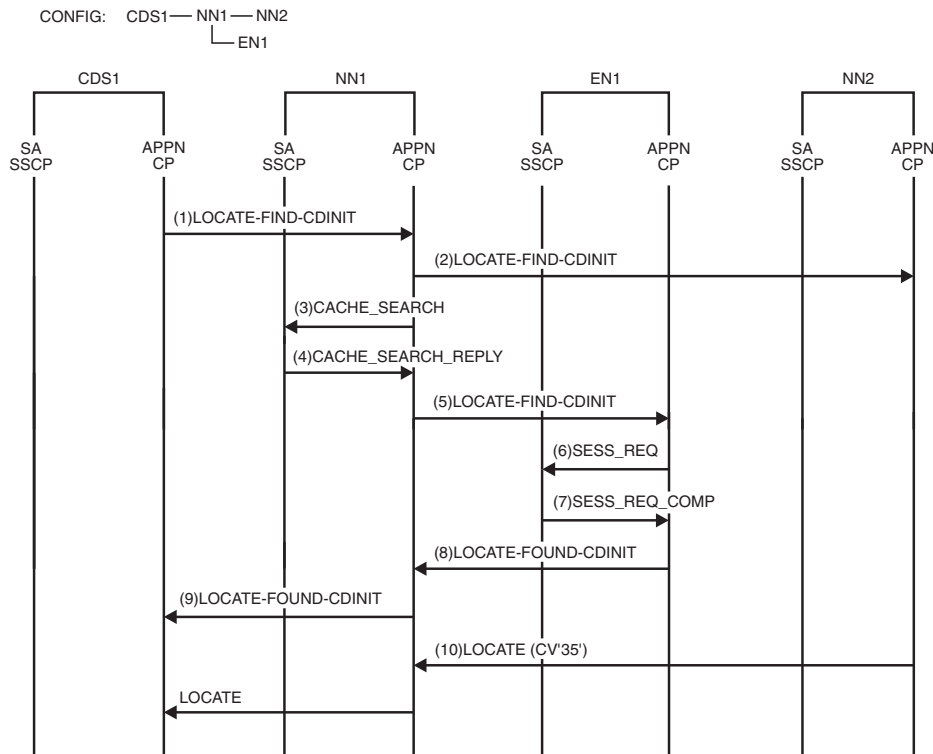 CONFIG: CDS1 NN1 NN2
EN1
CDS1 NN1 EN1 NN2
SA SSCP APPN CP SA SSCP APPN CP SA SSCP APPN CP SA SSCP APPN CP
(1)LOCATE-FIND-CDINIT
(2)LOCATE-FIND-CDINIT
(3)CACHE_SEARCH
(4)CACHE_SEARCH_REPLY
(5)LOCATE-FIND-CDINIT
(6)SESS_REQ
(7)SESS_REQ_COMP
(8)LOCATE-FOUND-CDINIT
(9)LOCATE-FOUND-CDINIT
(10)LOCATE (CV'35')
LOCATE